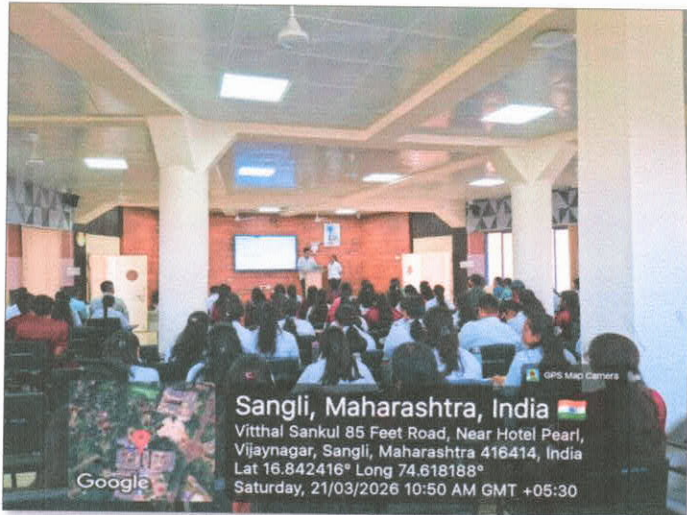 GPS Map Camera
Sangli, Maharashtra, India
Vitthal Sankul 85 Feet Road, Near Hotel Pearl,
Vijaynagar, Sangli, Maharashtra 416414, India
Lat 16.842416° Long 74.618188°
Saturday, 21/03/2026 10:50 AM GMT +05:30
Google